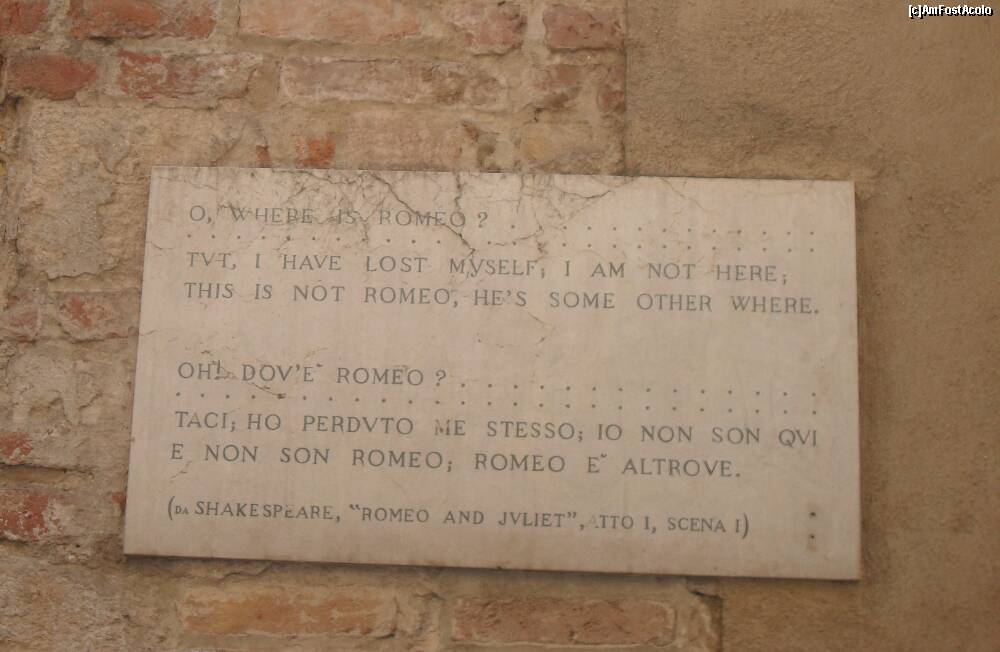 [c]AmFostAcolo
O, WHERE IS ROMEO? . . . . . . . . . . . .
. . . . . . . . . . . . . . . . . . . . . . . .
TVT, I HAVE LOST MYSELF; I AM NOT HERE;
THIS IS NOT ROMEO, HE'S SOME OTHER WHERE.
OH! DOV'E` ROMEO? . . . . . . . . . . . . . .
. . . . . . . . . . . . . . . . . . . . . . . . .
TACI; HO PERDVTO ME STESSO; IO NON SON QVI
E NON SON ROMEO; ROMEO E` ALTROVE.
(DA SHAKESPEARE, "ROMEO AND JVLIET", ATTO I, SCENA I)